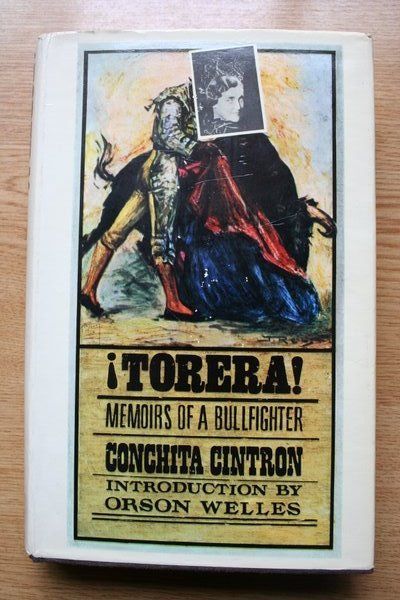 ¡TORERA!
MEMOIRS OF A BULLFIGHTER
CONCHITA CINTRON
INTRODUCTION BY
ORSON WELLES